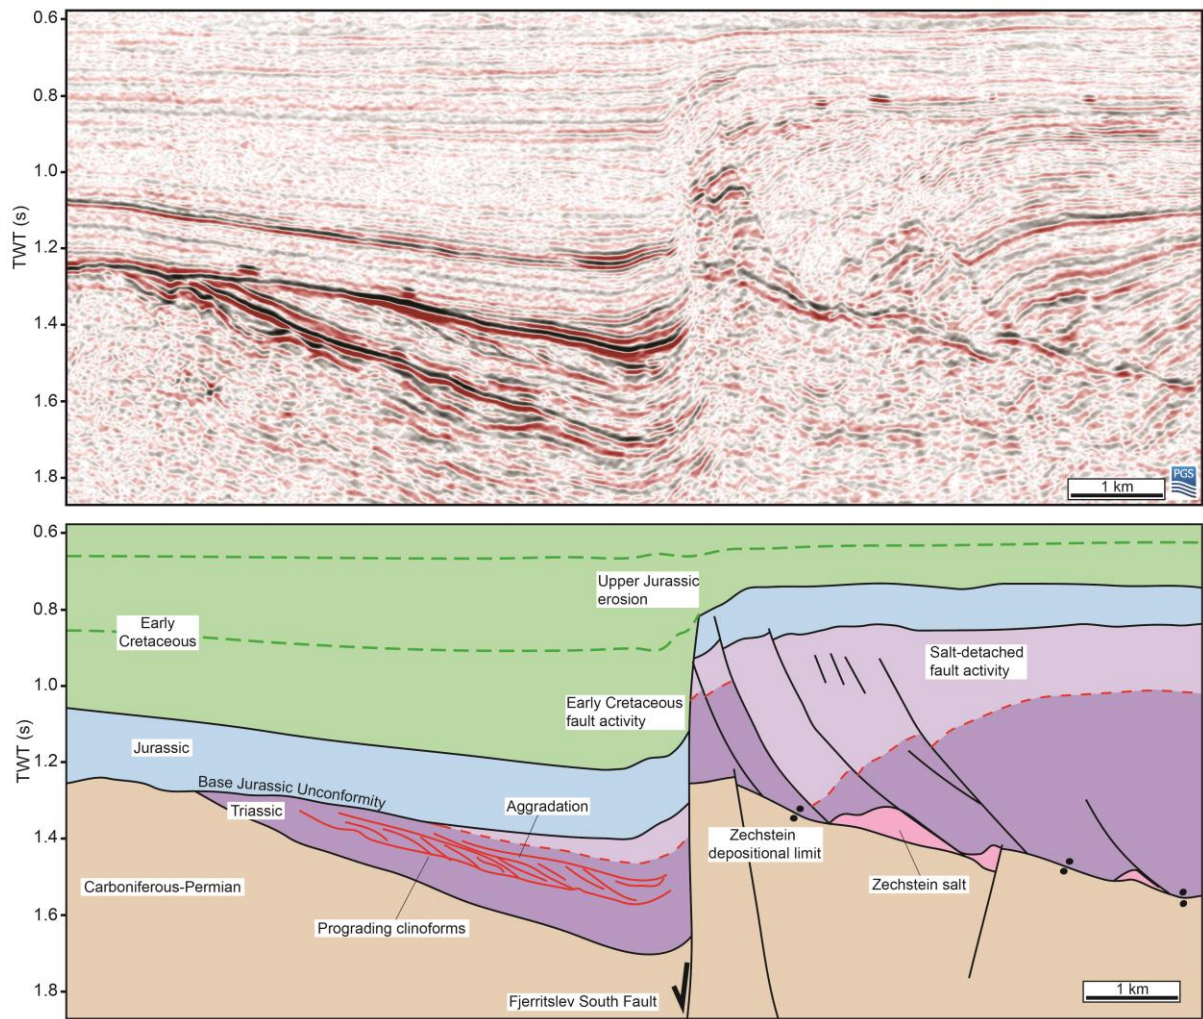 0.6
0.8
1.0
1.2
1.4
1.6
1.8
TWT (s)
PGS
1 km
0.6
0.8
1.0
1.2
1.4
1.6
1.8
TWT (s)
Upper Jurassic
erosion
Early
Cretaceous
Salt-detached
fault activity
Early Cretaceous
fault activity
Jurassic
Base Jurassic Unconformity
Triassic
Aggradation
Zechstein
depositional limit
Carboniferous-Permian
Zechstein salt
Prograding clinoforms
Fjerritslev South Fault
1 km